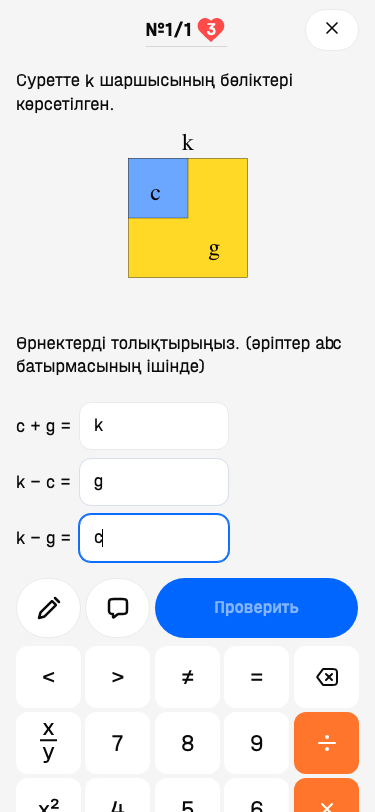 №1/1 3
Суретте k шаршысының бөліктері
көрсетілген.
k
c
g
Өрнектерді толықтырыңыз. (әріптер abc
батырмасының ішінде)
c + g = k
k − c = g
k − g = c
Проверить
< > ≠ =
x/y 7 8 9 ÷
x² 4 5 6 ×